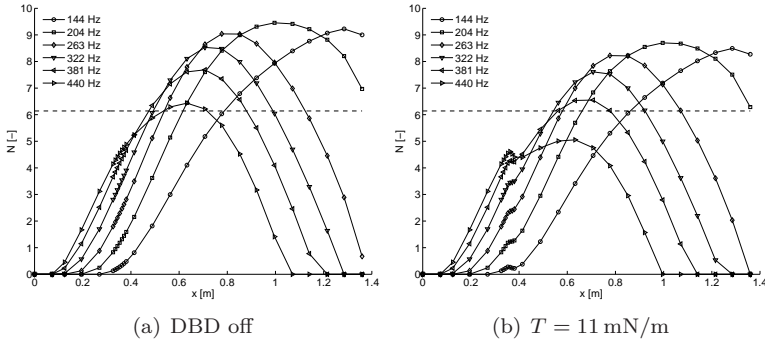 10
9
8
7
6
5
4
3
2
1
0
N [-]
144 Hz
204 Hz
263 Hz
322 Hz
381 Hz
440 Hz
0 0.2 0.4 0.6 0.8 1 1.2 1.4
x [m]
(a) DBD off
10
9
8
7
6
5
4
3
2
1
0
N [-]
144 Hz
204 Hz
263 Hz
322 Hz
381 Hz
440 Hz
0 0.2 0.4 0.6 0.8 1 1.2 1.4
x [m]
(b) T = 11 mN/m